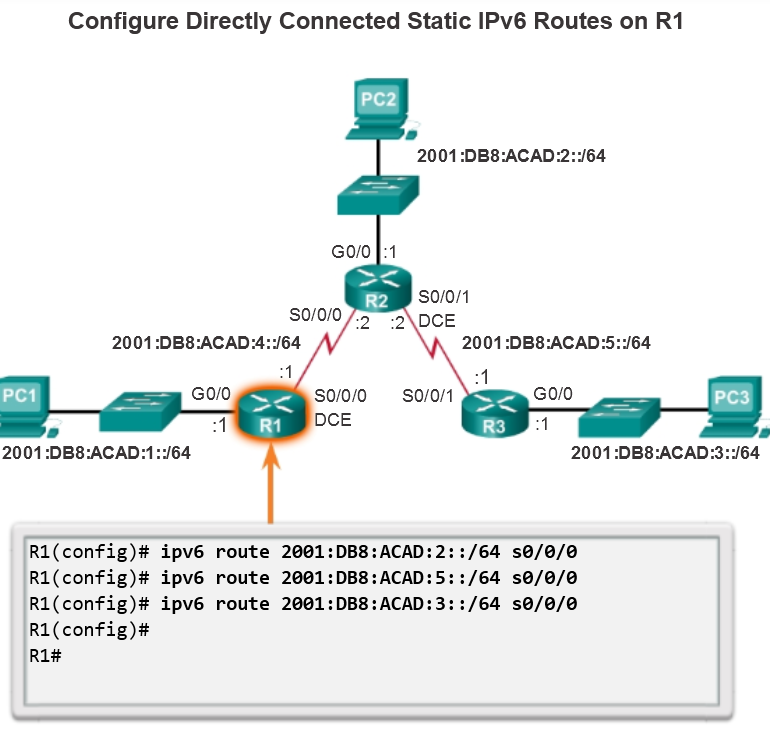 Configure Directly Connected Static IPv6 Routes on R1
PC2
2001:DB8:ACAD:2::/64
G0/0 :1
R2
S0/0/1
DCE
S0/0/0
:2 :2
2001:DB8:ACAD:4::/64
2001:DB8:ACAD:5::/64
:1
:1
PC1
G0/0
:1
R1
S0/0/0
DCE
S0/0/1
R3
G0/0
:1
PC3
2001:DB8:ACAD:1::/64
2001:DB8:ACAD:3::/64
R1(config)# ipv6 route 2001:DB8:ACAD:2::/64 s0/0/0
R1(config)# ipv6 route 2001:DB8:ACAD:5::/64 s0/0/0
R1(config)# ipv6 route 2001:DB8:ACAD:3::/64 s0/0/0
R1(config)#
R1#